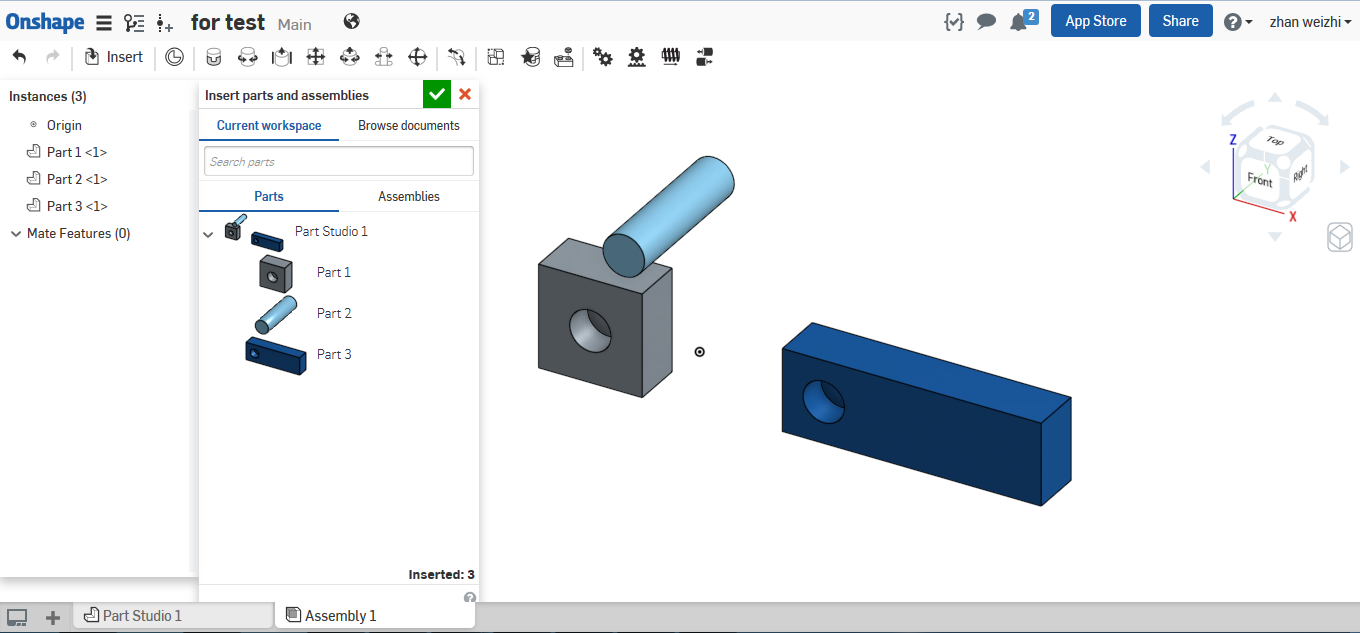 Onshape for test Main 2 App Store Share ? zhan weizhi
Insert
Instances (3)
Origin
Part 1 <1>
Part 2 <1>
Part 3 <1>
Mate Features (0)
Insert parts and assemblies
Current workspace Browse documents
Search parts
Parts Assemblies
Part Studio 1
Part 1
Part 2
Part 3
Inserted: 3
?
Z
Top
Y
Front
Right
X
Part Studio 1 Assembly 1